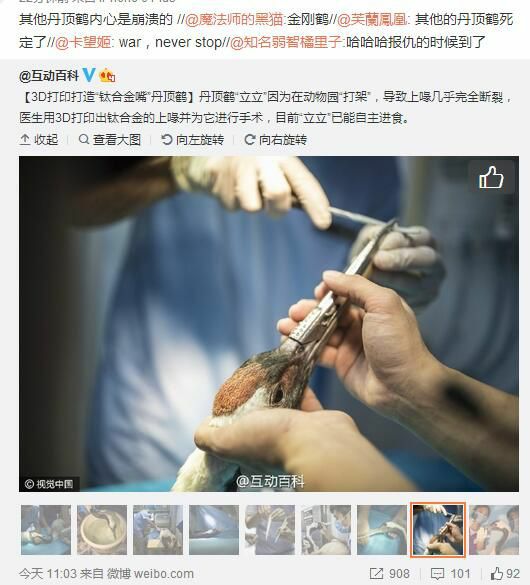 其他丹顶鹤内心是崩溃的 //@魔法师的黑猫:金刚鹤//@芙蘭鳳凰: 其他的丹顶鹤死
定了//@卡望姬: war，never stop//@知名弱智橘里子:哈哈哈报仇的时候到了
@互动百科
【3D打印打造“钛合金嘴”丹顶鹤】丹顶鹤“立立”因为在动物园“打架”，导致上喙几乎完全断裂，
医生用3D打印出钛合金的上喙并为它进行手术，目前“立立”已能自主进食。
收起 查看大图 向左旋转 向右旋转
© 视觉中国
@互动百科
今天 11:03 来自 微博 weibo.com 908 101 92